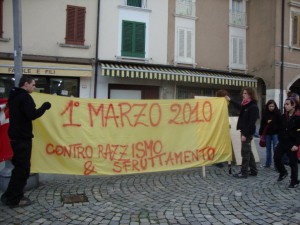 1° MARZO 2010
CONTRO RAZZISMO
& SFRUTTAMENTO